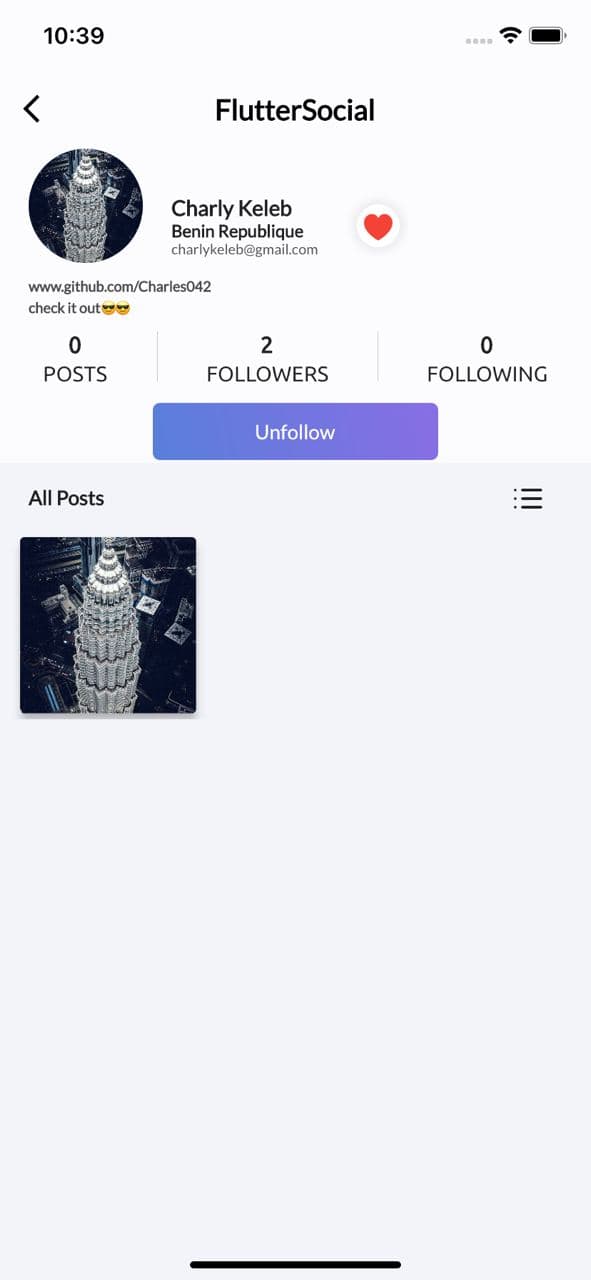 10:39
FlutterSocial
Charly Keleb
Benin Republique
charlykeleb@gmail.com
www.github.com/Charles042
check it out😎😎
0 2 0
POSTS FOLLOWERS FOLLOWING
Unfollow
All Posts